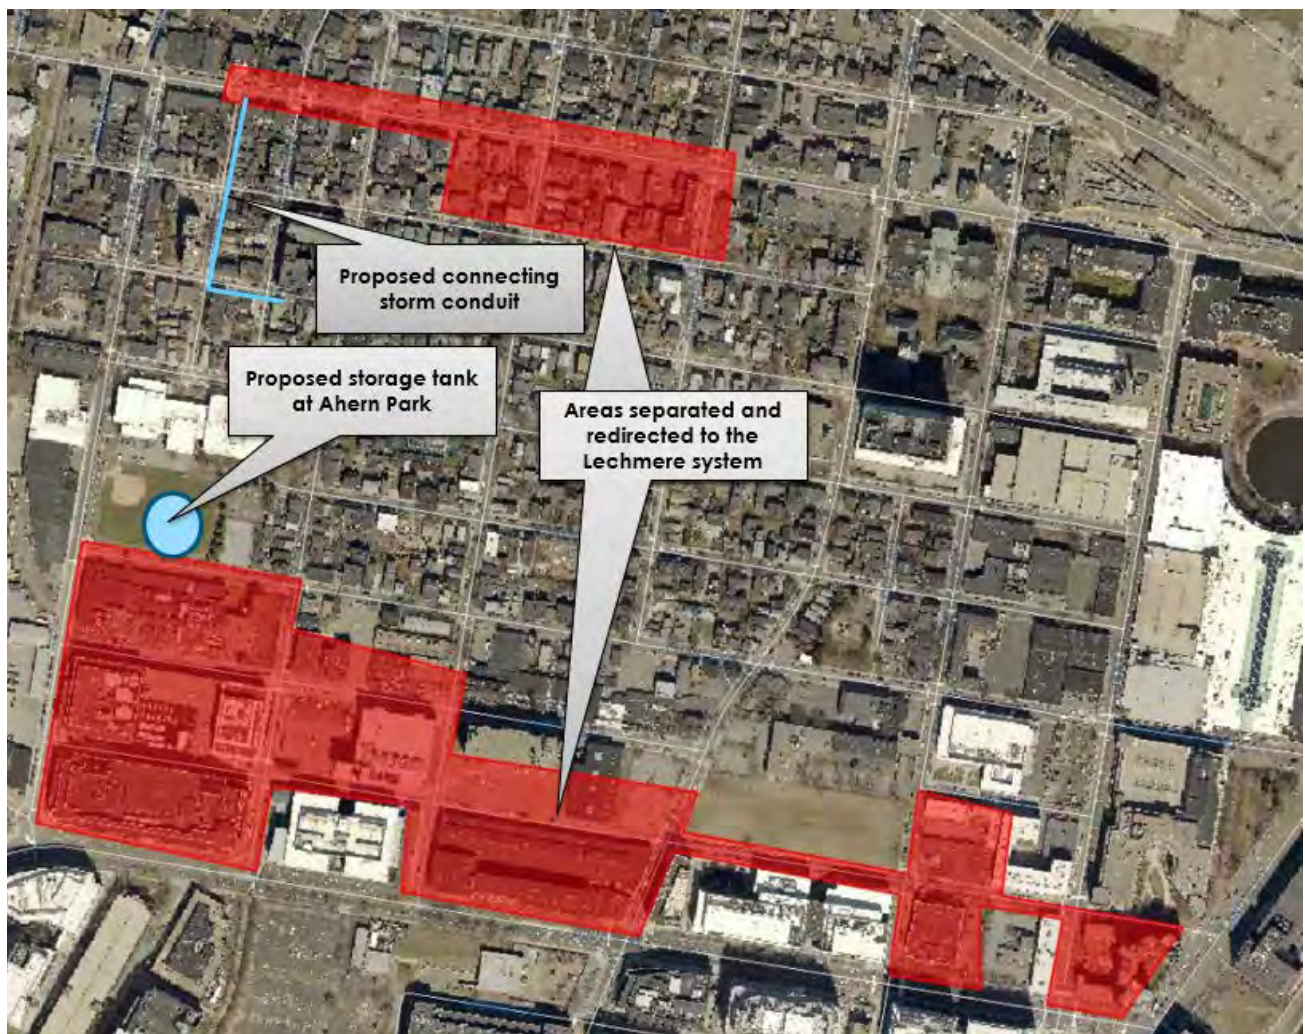 Proposed connecting
storm conduit
Proposed storage tank
at Ahern Park
Areas separated and
redirected to the
Lechmere system